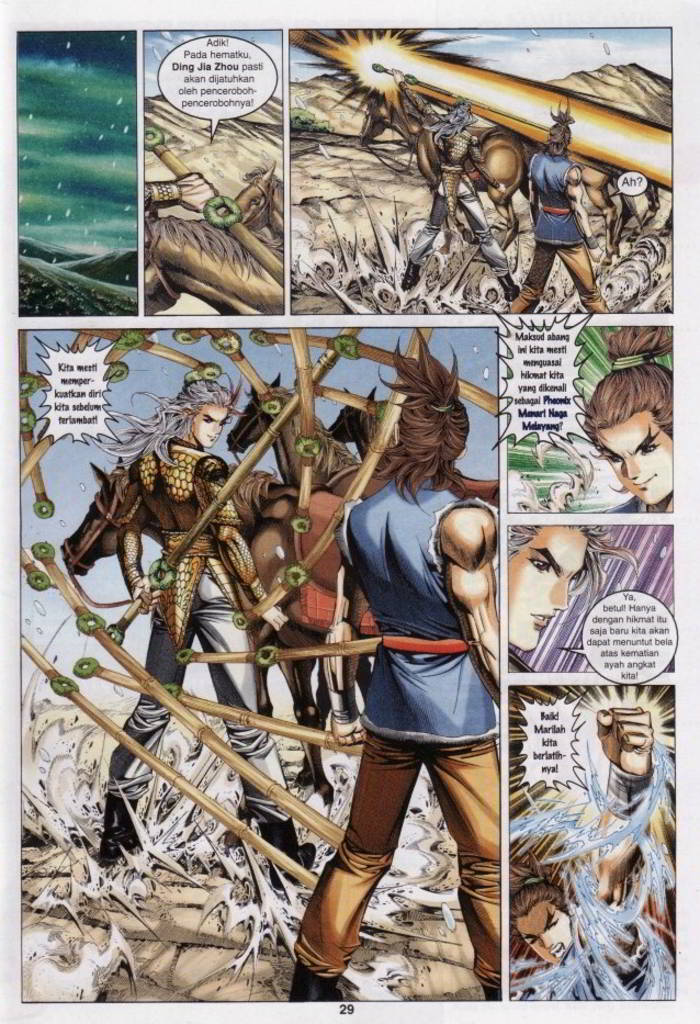 Adik!
Pada hematku,
Ding Jia Zhou pasti
akan dijatuhkan
oleh penceroboh-
pencerobohnya!
Ah?
Kita mesti
memper-
kuatkan diri
kita sebelum
terlambat!
Maksud abang
ini kita mesti
menguasai
hikmat kita
yang dikenali
sebagai Pheonix
Menari Naga
Melayang?
Ya,
betul! Hanya
dengan hikmat itu
saja baru kita akan
dapat menuntut bela
atas kematian
ayah angkat
kita!
Baik!
Marilah
kita
berlatih-
nya!
29